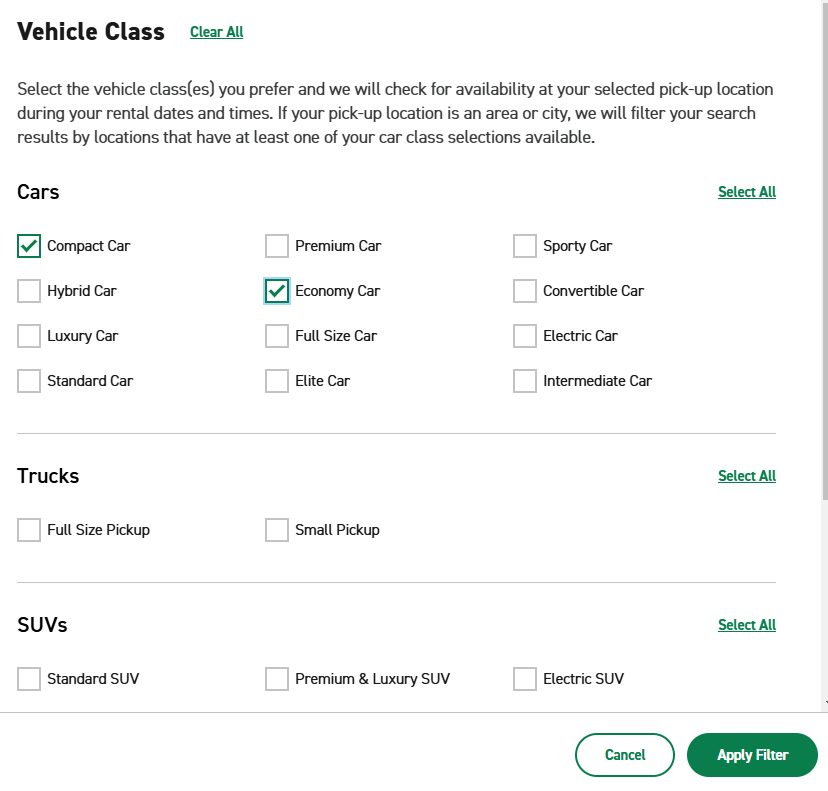 Vehicle Class Clear All
Select the vehicle class(es) you prefer and we will check for availability at your selected pick-up location
during your rental dates and times. If your pick-up location is an area or city, we will filter your search
results by locations that have at least one of your car class selections available.
Cars Select All
Compact Car Premium Car Sporty Car
Hybrid Car Economy Car Convertible Car
Luxury Car Full Size Car Electric Car
Standard Car Elite Car Intermediate Car
Trucks Select All
Full Size Pickup Small Pickup
SUVs Select All
Standard SUV Premium & Luxury SUV Electric SUV
Cancel Apply Filter